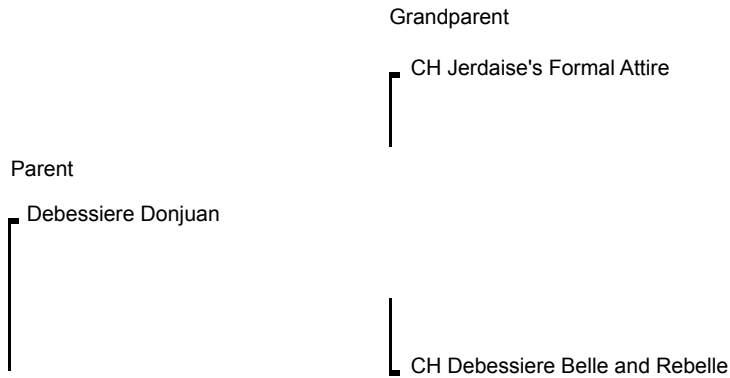 Grandparent
CH Jerdaise's Formal Attire
Parent
Debessiere Donjuan
CH Debessiere Belle and Rebelle